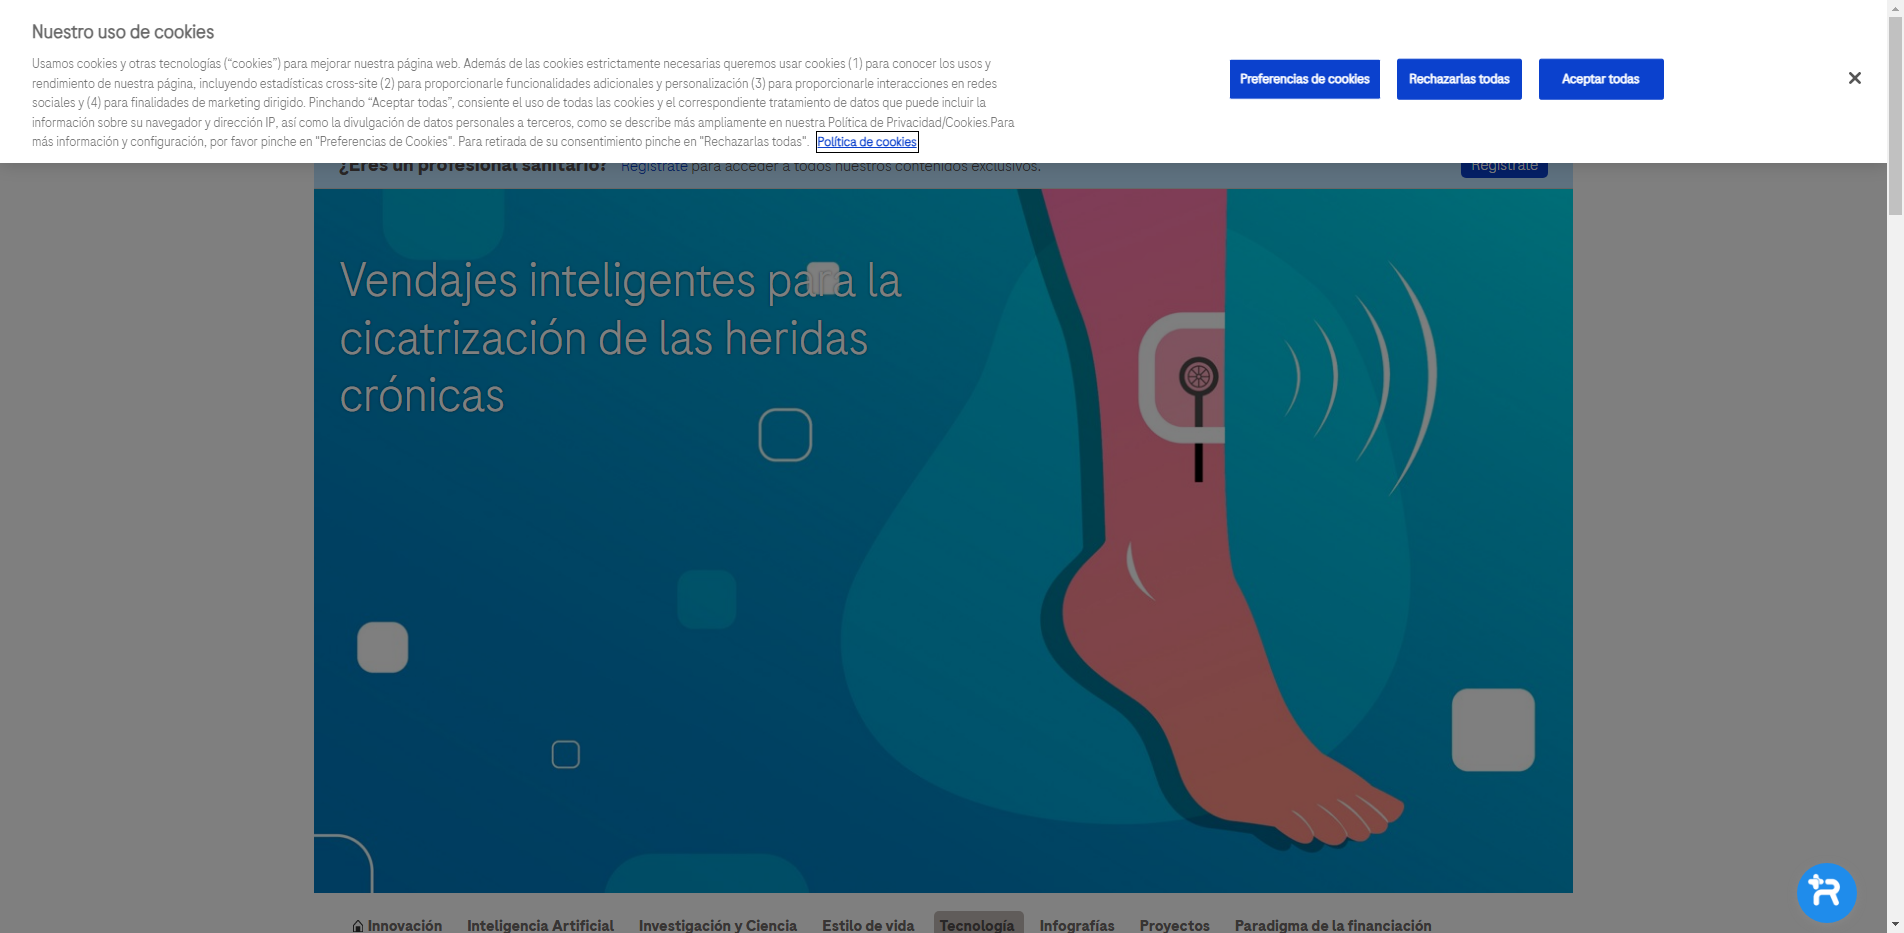 Nuestro uso de cookies
Usamos cookies y otras tecnologías (“cookies”) para mejorar nuestra página web. Además de las cookies estrictamente necesarias queremos usar cookies (1) para conocer los usos y
rendimiento de nuestra página, incluyendo estadísticas cross-site (2) para proporcionarle funcionalidades adicionales y personalización (3) para proporcionarle interacciones en redes
sociales y (4) para finalidades de marketing dirigido. Pinchando “Aceptar todas”, consiente el uso de todas las cookies y el correspondiente tratamiento de datos que puede incluir la
información sobre su navegador y dirección IP, así como la divulgación de datos personales a terceros, como se describe más ampliamente en nuestra Política de Privacidad/Cookies.Para
más información y configuración, por favor pinche en "Preferencias de Cookies". Para retirada de su consentimiento pinche en "Rechazarlas todas". Política de cookies
Preferencias de cookies
Rechazarlas todas
Aceptar todas
¿Eres un profesional sanitario? Regístrate para acceder a todos nuestros contenidos exclusivos.
Regístrate
Vendajes inteligentes para la
cicatrización de las heridas
crónicas
Innovación Inteligencia Artificial Investigación y Ciencia Estilo de vida Tecnología Infografías Proyectos Paradigma de la financiación